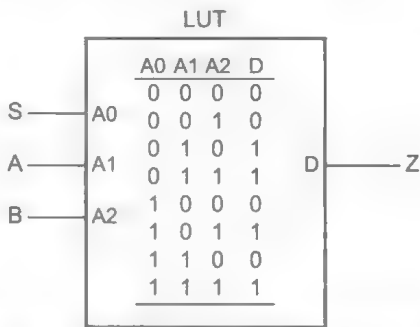 LUT
A0 A1 A2 D
0 0 0 0
S A0
0 0 1 0
0 1 0 1
A A1
0 1 1 1
D Z
1 0 0 0
B A2
1 0 1 1
1 1 0 0
1 1 1 1